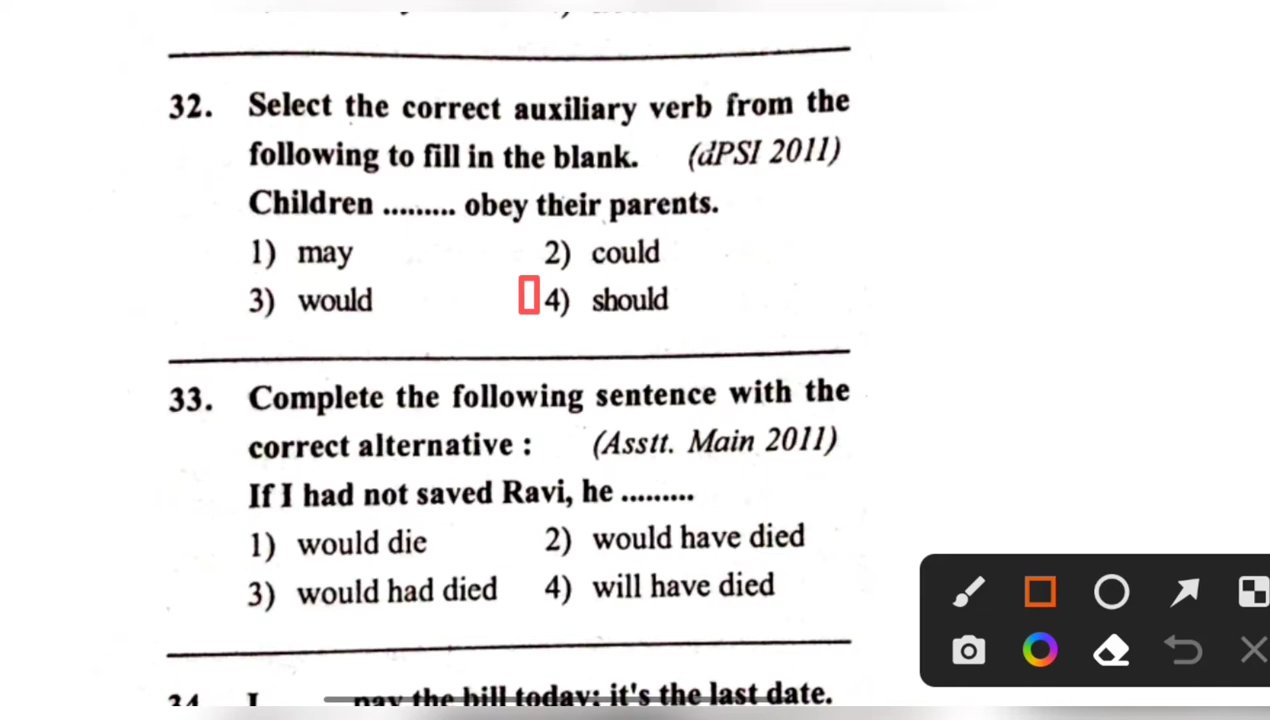 32. Select the correct auxiliary verb from the
following to fill in the blank. (dPSI 2011)
Children ......... obey their parents.
1) may 2) could
3) would 4) should
33. Complete the following sentence with the
correct alternative : (Asstt. Main 2011)
If I had not saved Ravi, he .........
1) would die 2) would have died
3) would had died 4) will have died
34. I pay the bill today; it's the last date.